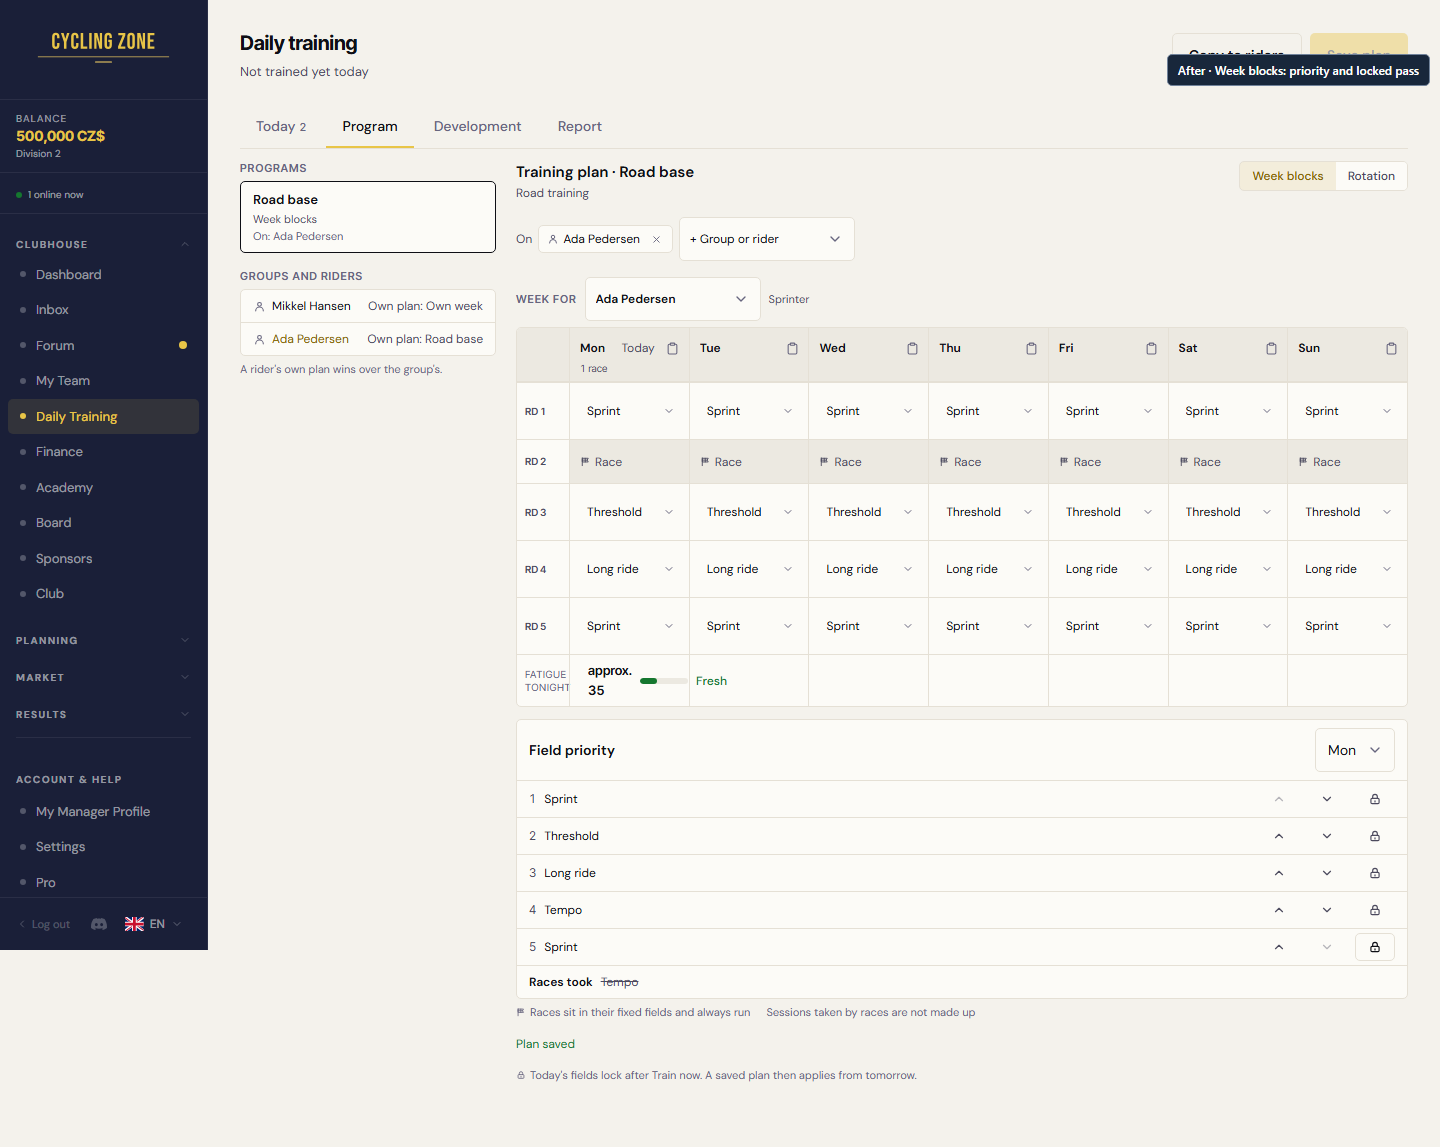 CYCLING ZONE
BALANCE
500,000 CZ$
Division 2
1 online now
CLUBHOUSE
Dashboard
Inbox
Forum
My Team
Daily Training
Finance
Academy
Board
Sponsors
Club
PLANNING
MARKET
RESULTS
ACCOUNT & HELP
My Manager Profile
Settings
Pro
Log out EN
Daily training
Not trained yet today
Copy to riders Save plan
After · Week blocks: priority and locked pass
Today 2 Program Development Report
PROGRAMS
Road base
Week blocks
On: Ada Pedersen
GROUPS AND RIDERS
Mikkel Hansen Own plan: Own week
Ada Pedersen Own plan: Road base
A rider's own plan wins over the group's.
Training plan · Road base
Road training
Week blocks Rotation
On Ada Pedersen + Group or rider
WEEK FOR Ada Pedersen Sprinter
Mon Today Tue Wed Thu Fri Sat Sun
1 race
RD 1 Sprint Sprint Sprint Sprint Sprint Sprint Sprint
RD 2 Race Race Race Race Race Race Race
RD 3 Threshold Threshold Threshold Threshold Threshold Threshold Threshold
RD 4 Long ride Long ride Long ride Long ride Long ride Long ride Long ride
RD 5 Sprint Sprint Sprint Sprint Sprint Sprint Sprint
FATIGUE TONIGHT approx. 35 Fresh
Field priority Mon
1 Sprint
2 Threshold
3 Long ride
4 Tempo
5 Sprint
Races took Tempo
Races sit in their fixed fields and always run Sessions taken by races are not made up
Plan saved
Today's fields lock after Train now. A saved plan then applies from tomorrow.